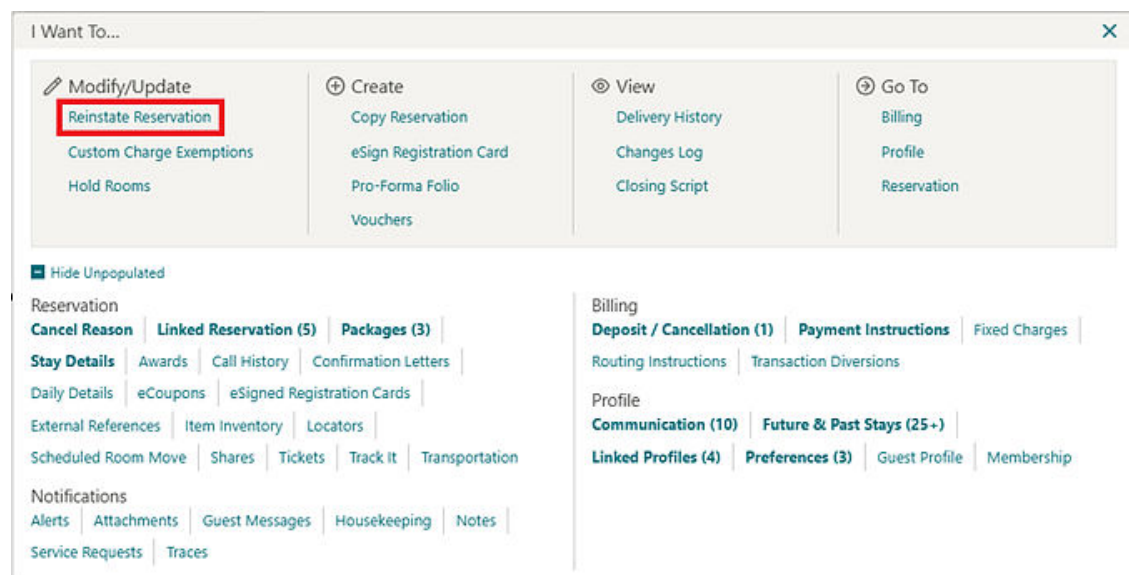 I Want To...
Modify/Update
Reinstate Reservation
Custom Charge Exemptions
Hold Rooms
Create
Copy Reservation
eSign Registration Card
Pro-Forma Folio
Vouchers
View
Delivery History
Changes Log
Closing Script
Go To
Billing
Profile
Reservation
Hide Unpopulated
Reservation
Cancel Reason Linked Reservation (5) Packages (3)
Stay Details Awards Call History Confirmation Letters
Daily Details eCoupons eSigned Registration Cards
External References Item Inventory Locators
Scheduled Room Move Shares Tickets Track It Transportation
Notifications
Alerts Attachments Guest Messages Housekeeping Notes
Service Requests Traces
Billing
Deposit / Cancellation (1) Payment Instructions Fixed Charges
Routing Instructions Transaction Diversions
Profile
Communication (10) Future & Past Stays (25+)
Linked Profiles (4) Preferences (3) Guest Profile Membership